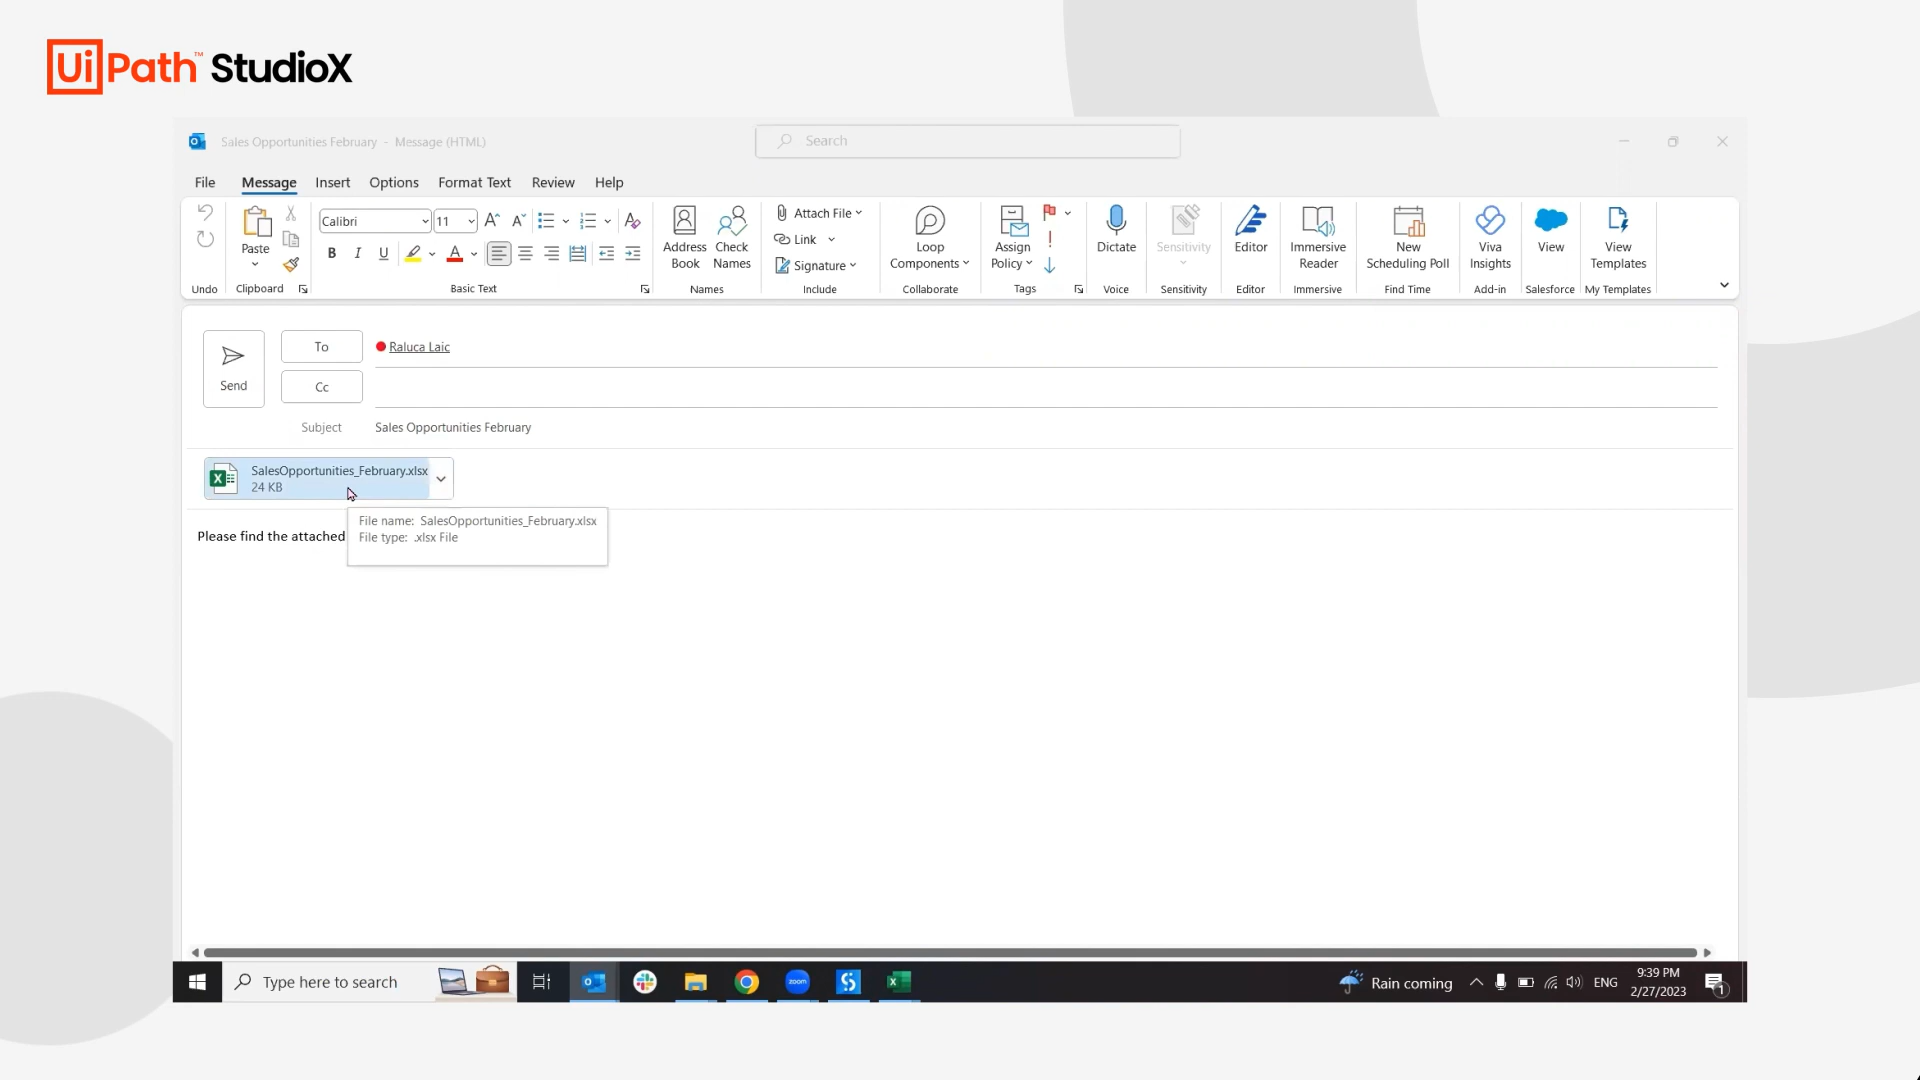 UiPath™ StudioX
Sales Opportunities February - Message (HTML)
Search
File Message Insert Options Format Text Review Help
Paste
Calibri 11
B I U
Address Book
Check Names
Attach File
Link
Signature
Loop Components
Assign Policy
Dictate
Sensitivity
Editor
Immersive Reader
New Scheduling Poll
Viva Insights
View
View Templates
Undo Clipboard Basic Text Names Include Collaborate Tags Voice Sensitivity Editor Immersive Find Time Add-in Salesforce My Templates
Send
To Raluca Laic
Cc
Subject Sales Opportunities February
SalesOpportunities_February.xlsx
24 KB
File name: SalesOpportunities_February.xlsx
Please find the attached
File type: .xlsx File
Type here to search
zoom
Rain coming
ENG
9:39 PM
2/27/2023
1